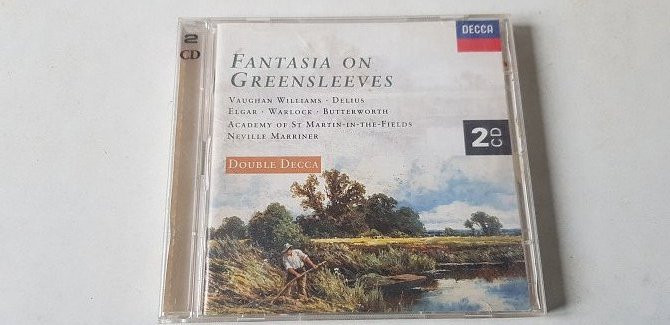 2
CD
DECCA
FANTASIA ON
GREENSLEEVES
VAUGHAN WILLIAMS · DELIUS
ELGAR · WARLOCK · BUTTERWORTH
ACADEMY OF ST MARTIN-IN-THE-FIELDS
NEVILLE MARRINER
2CD
DOUBLE DECCA